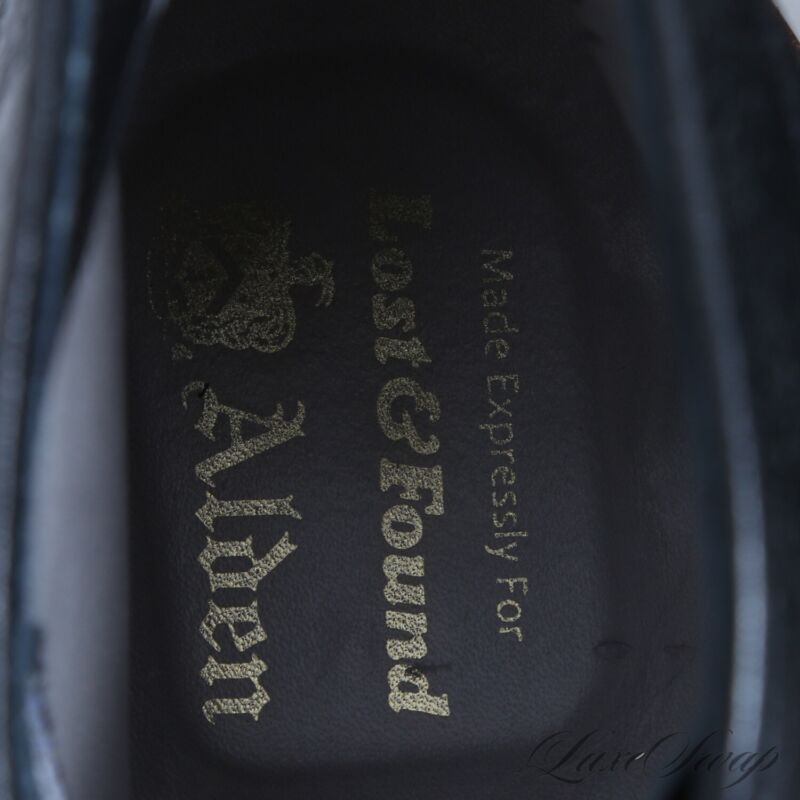 Made Expressly For
Lost & Found
Alden
LuxeSwap